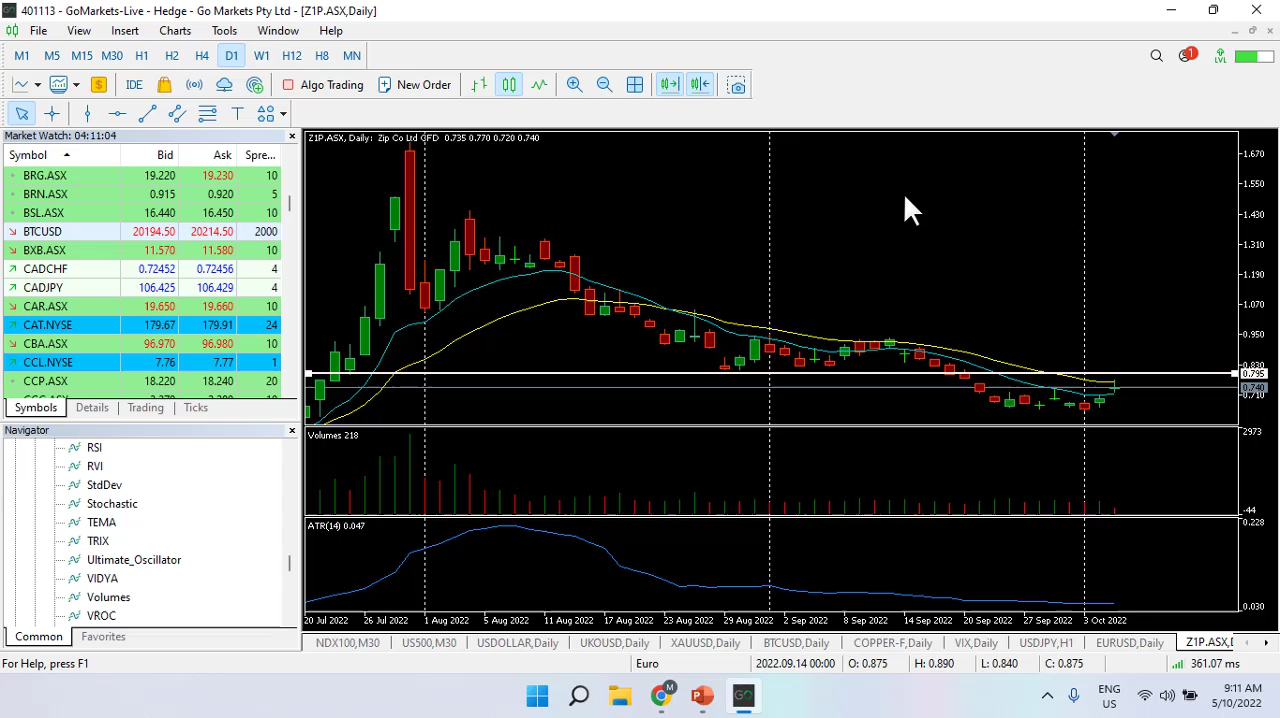 401113 - GoMarkets-Live - Hedge - Go Markets Pty Ltd - [Z1P.ASX,Daily]
File View Insert Charts Tools Window Help
M1 M5 M15 M30 H1 H2 H4 D1 W1 H12 H8 MN
1 LVL
IDE Algo Trading New Order
Market Watch: 04:11:04
Symbol Bid Ask Spre...
BRG.ASX 19.220 19.230 10
BRN.ASX 0.915 0.920 5
BSL.ASX 16.440 16.450 10
BTCUSD 20194.50 20214.50 2000
BXB.ASX 11.570 11.580 10
CADCHF 0.72452 0.72456 4
CADJPY 106.425 106.429 4
CAR.ASX 19.650 19.660 10
CAT.NYSE 179.67 179.91 24
CBA.ASX 96.970 96.980 10
CCL.NYSE 7.76 7.77 1
CCP.ASX 18.220 18.240 20
Symbols Details Trading Ticks
Navigator
RSI
RVI
StdDev
Stochastic
TEMA
TRIX
Ultimate_Oscillator
VIDYA
Volumes
VROC
Common Favorites
Z1P.ASX, Daily: Zip Co Ltd CFD 0.735 0.770 0.720 0.740
1.670
1.550
1.430
1.310
1.190
1.070
0.950
0.795
0.740
0.710
Volumes 218
2973
-44
ATR(14) 0.047
0.228
0.030
20 Jul 2022 26 Jul 2022 1 Aug 2022 5 Aug 2022 11 Aug 2022 17 Aug 2022 23 Aug 2022 29 Aug 2022 2 Sep 2022 8 Sep 2022 14 Sep 2022 20 Sep 2022 27 Sep 2022 3 Oct 2022
NDX100,M30 US500,M30 USDOLLAR,Daily UKOUSD,Daily XAUUSD,Daily BTCUSD,Daily COPPER-F,Daily VIX,Daily USDJPY,H1 EURUSD,Daily Z1P.ASX,
For Help, press F1 Euro 2022.09.14 00:00 O: 0.875 H: 0.890 L: 0.840 C: 0.875 361.07 ms
M GO ENG US 9:11 AM 5/10/2022